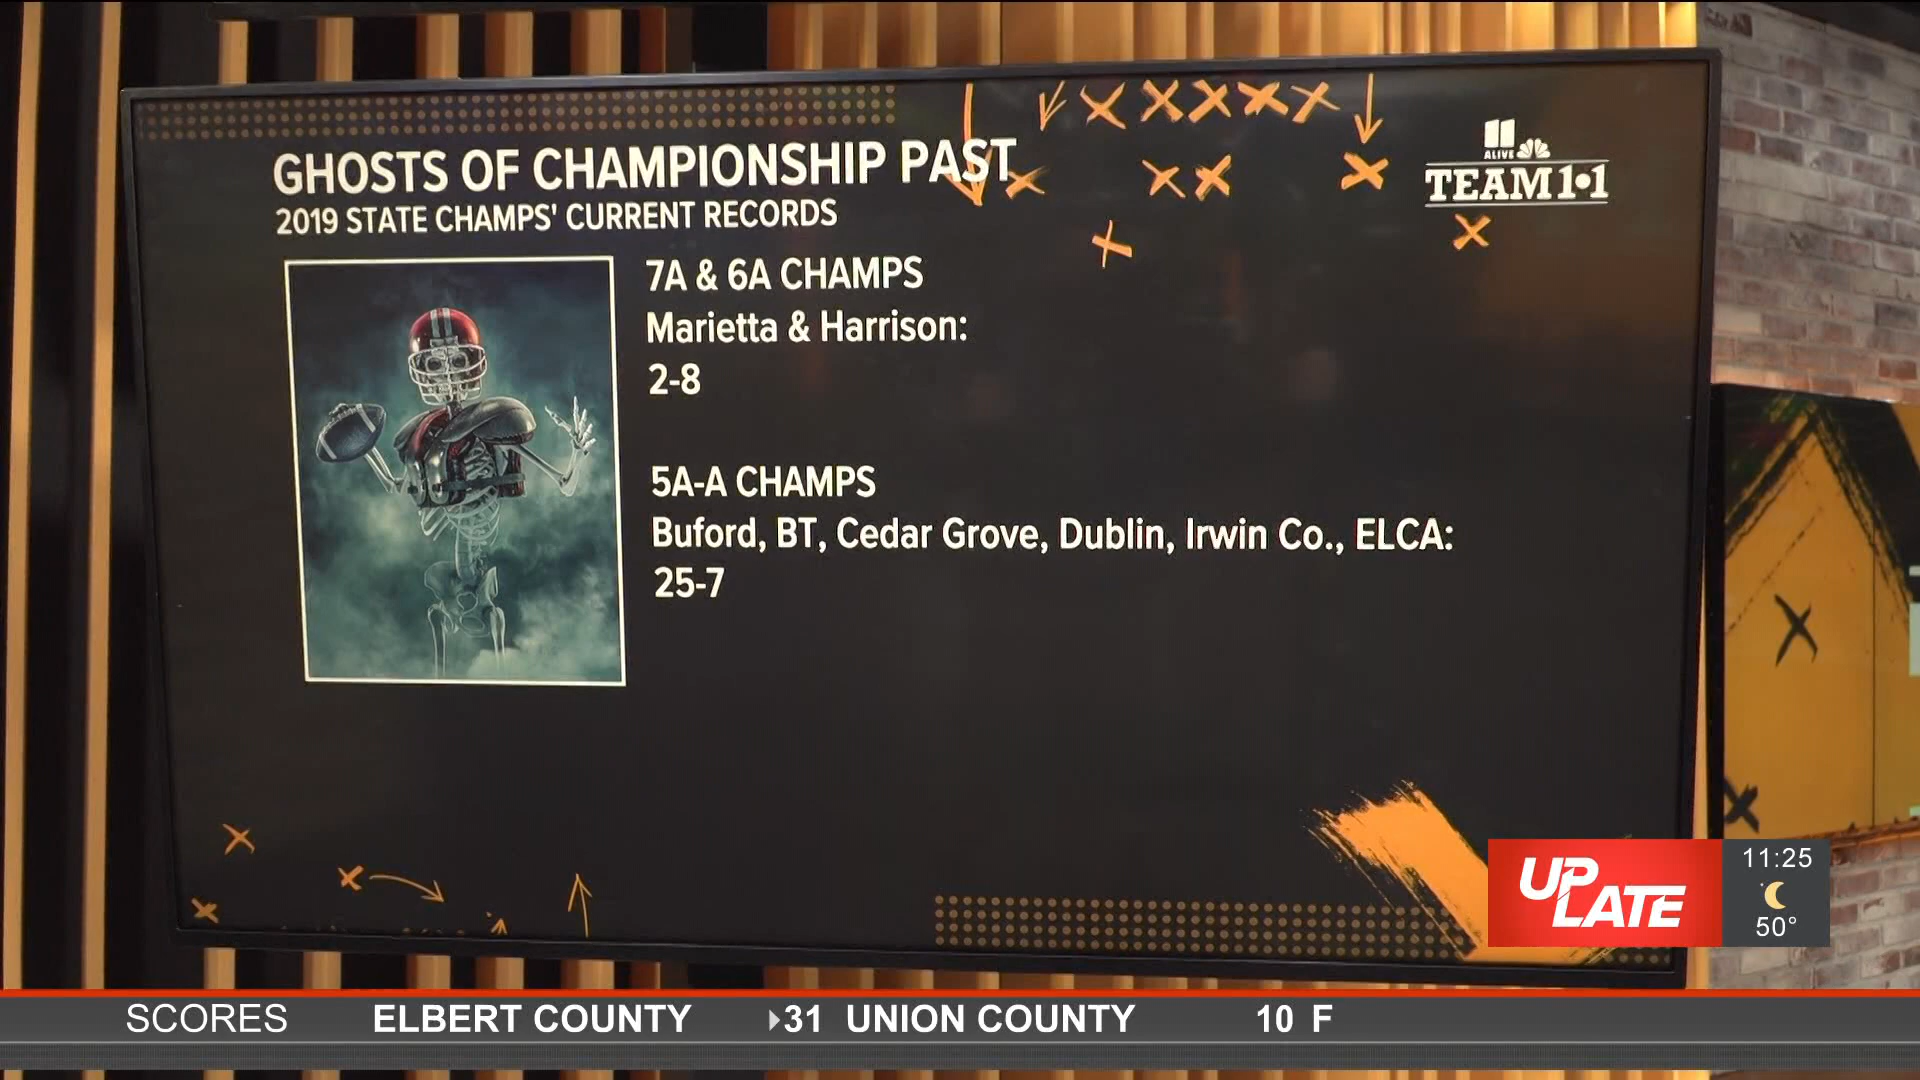 GHOSTS OF CHAMPIONSHIP PAST
2019 STATE CHAMPS' CURRENT RECORDS
11
ALIVE
TEAM 1•1
7A & 6A CHAMPS
Marietta & Harrison:
2-8
5A-A CHAMPS
Buford, BT, Cedar Grove, Dublin, Irwin Co., ELCA:
25-7
UP LATE
11:25
50°
SCORES ELBERT COUNTY 31 UNION COUNTY 10 F